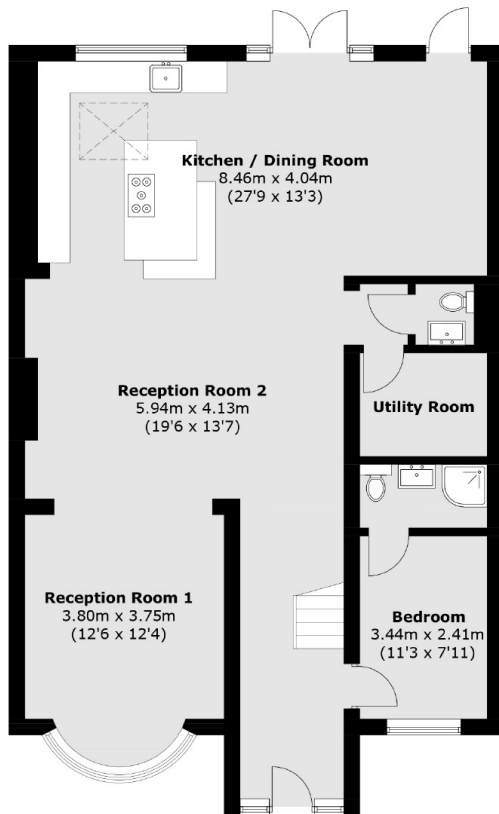 Kitchen / Dining Room
8.46m x 4.04m
(27'9 x 13'3)
Reception Room 2
5.94m x 4.13m
(19'6 x 13'7)
Utility Room
Reception Room 1
3.80m x 3.75m
(12'6 x 12'4)
Bedroom
3.44m x 2.41m
(11'3 x 7'11)